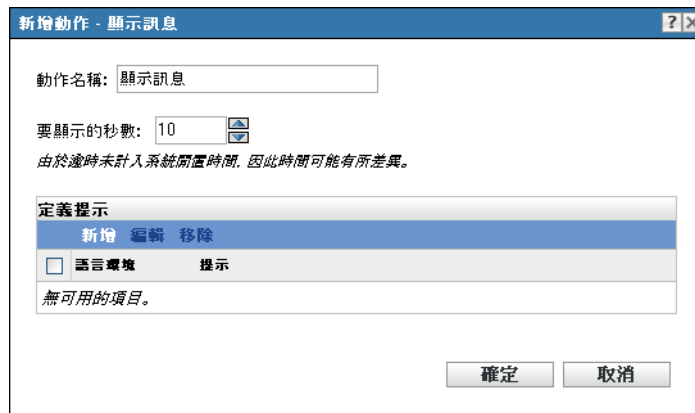 新增動作 - 顯示訊息
動作名稱: 顯示訊息
要顯示的秒數: 10
由於逾時未計入系統閒置時間, 因此時間可能有所差異。
定義提示
新增 編輯 移除
語言環境 提示
無可用的項目。
確定 取消